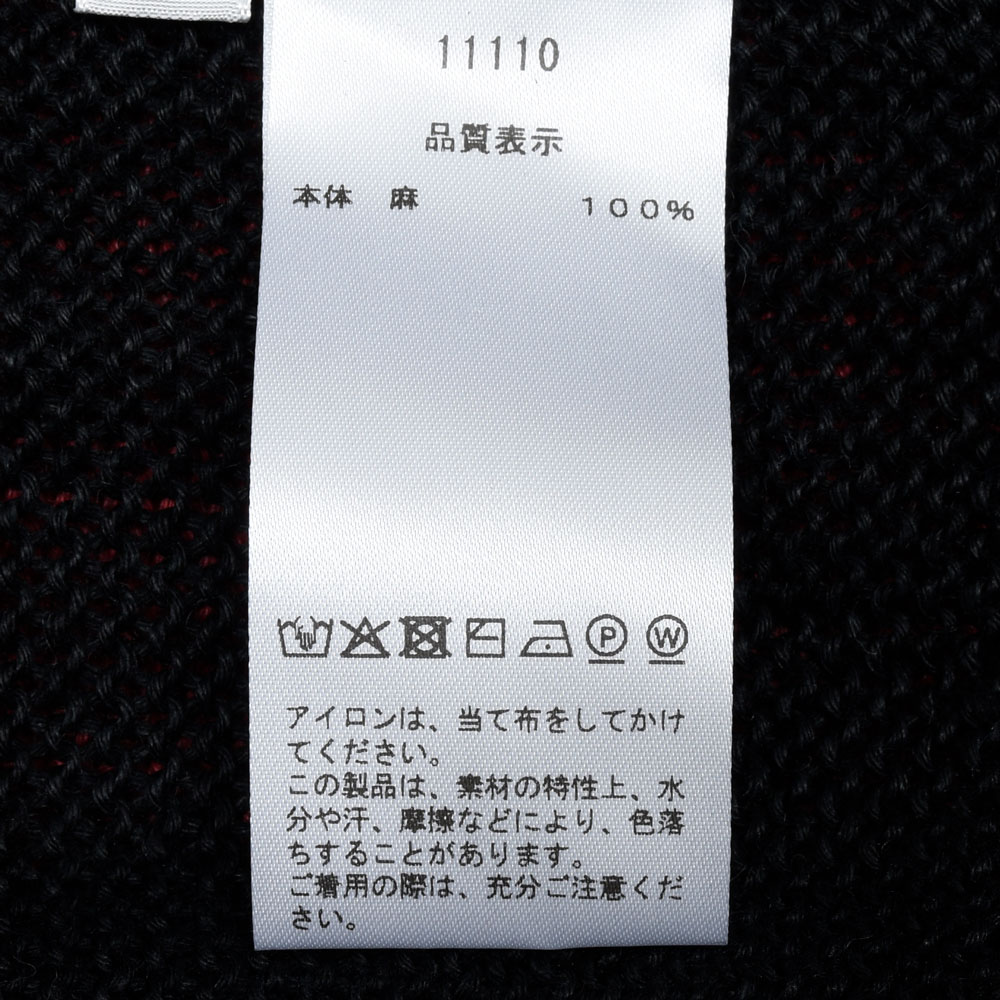 11110
品質表示
本体　麻　１００％
P W
アイロンは、当て布をしてかけ
てください。
この製品は、素材の特性上、水
分や汗、摩擦などにより、色落
ちすることがあります。
ご着用の際は、充分ご注意くだ
さい。